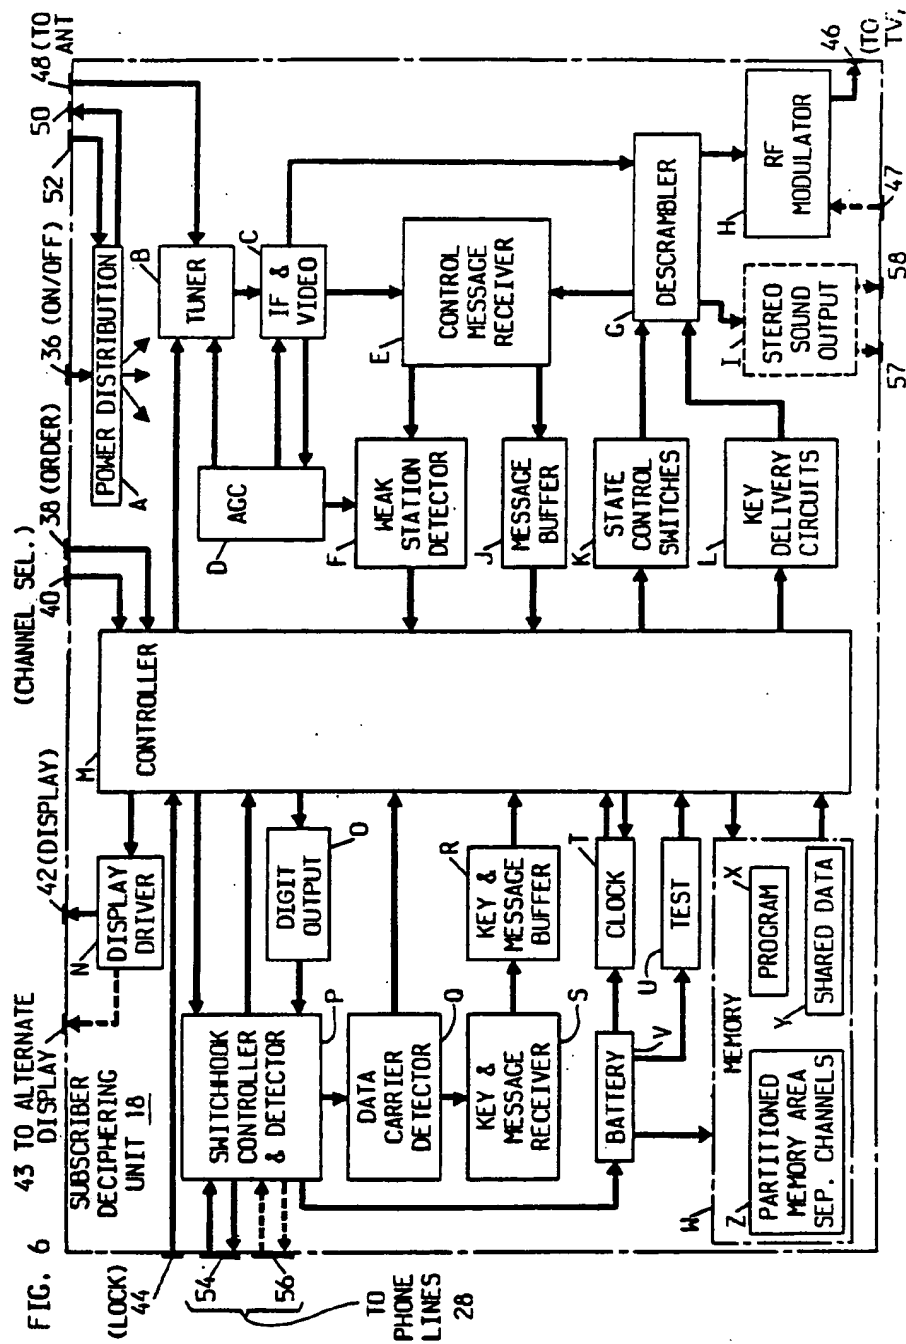 FIG. 6
43 TO ALTERNATE
DISPLAY
42(DISPLAY)
(CHANNEL SEL.)
40
38 (ORDER)
36 (ON/OFF)
52
50
48 (TO
ANT
(LOCK)
44
SUBSCRIBER
DECIPHERING
UNIT 18
N
DISPLAY
DRIVER
M
CONTROLLER
POWER DISTRIBUTION
A
B
TUNER
C
IF &
VIDEO
D
AGC
E
CONTROL
MESSAGE
RECEIVER
F
WEAK
STATION
DETECTOR
J
MESSAGE
BUFFER
K
STATE
CONTROL
SWITCHES
L
KEY
DELIVERY
CIRCUITS
G
DESCRAMBLER
H
RF
MODULATOR
I
STEREO
SOUND
OUTPUT
46
(TO
TV,
47
58
57
54
56
TO
PHONE
LINES
28
SWITCHHOOK
CONTROLLER
& DETECTOR
P
DIGIT
OUTPUT
O
DATA
CARRIER
DETECTOR
Q
KEY &
MESSAGE
RECEIVER
S
KEY &
MESSAGE
BUFFER
R
BATTERY
V
CLOCK
T
TEST
U
W
MEMORY
X
PROGRAM
Y
SHARED DATA
Z
PARTITIONED
MEMORY AREA
SEP. CHANNELS